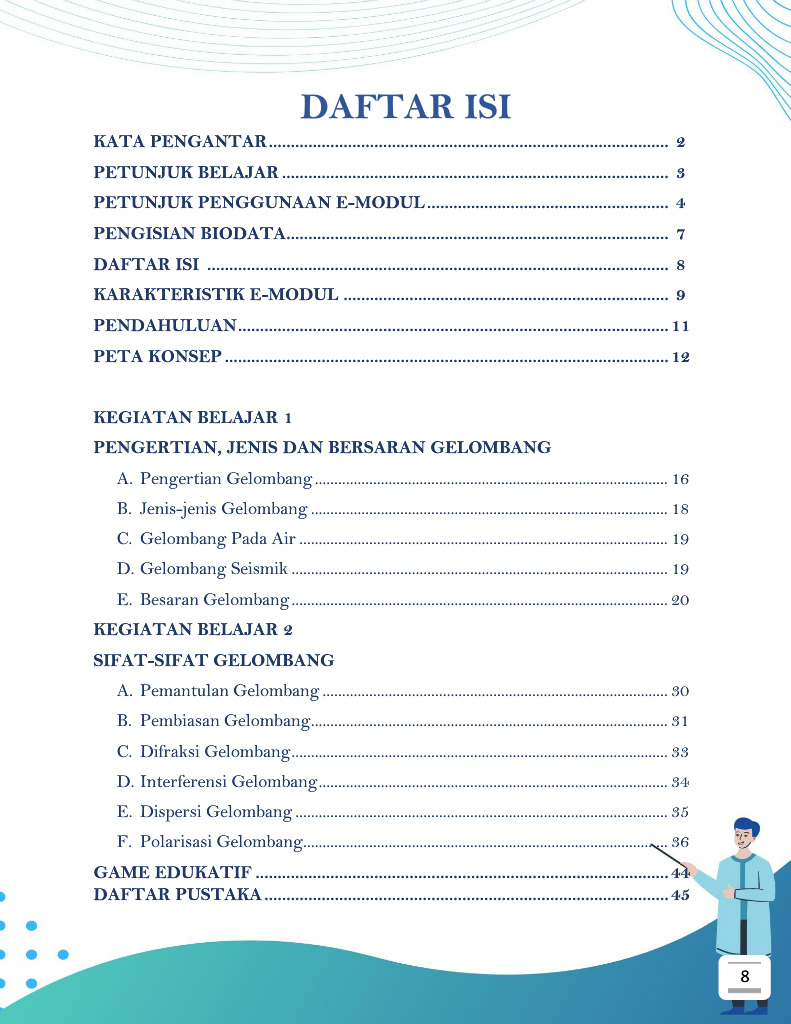 DAFTAR ISI
KATA PENGANTAR........................................................................ 2
PETUNJUK BELAJAR ..................................................................... 3
PETUNJUK PENGGUNAAN E-MODUL........................................... 4
PENGISIAN BIODATA..................................................................... 7
DAFTAR ISI ................................................................................... 8
KARAKTERISTIK E-MODUL .......................................................... 9
PENDAHULUAN............................................................................. 11
PETA KONSEP ............................................................................... 12
KEGIATAN BELAJAR 1
PENGERTIAN, JENIS DAN BERSARAN GELOMBANG
A. Pengertian Gelombang................................................................ 16
B. Jenis-jenis Gelombang ................................................................ 18
C. Gelombang Pada Air ................................................................... 19
D. Gelombang Seismik .................................................................... 19
E. Besaran Gelombang..................................................................... 20
KEGIATAN BELAJAR 2
SIFAT-SIFAT GELOMBANG
A. Pemantulan Gelombang .............................................................. 30
B. Pembiasan Gelombang................................................................. 31
C. Difraksi Gelombang..................................................................... 33
D. Interferensi Gelombang............................................................... 34
E. Dispersi Gelombang .................................................................... 35
F. Polarisasi Gelombang................................................................... 36
GAME EDUKATIF .......................................................................... 44
DAFTAR PUSTAKA ........................................................................ 45
8